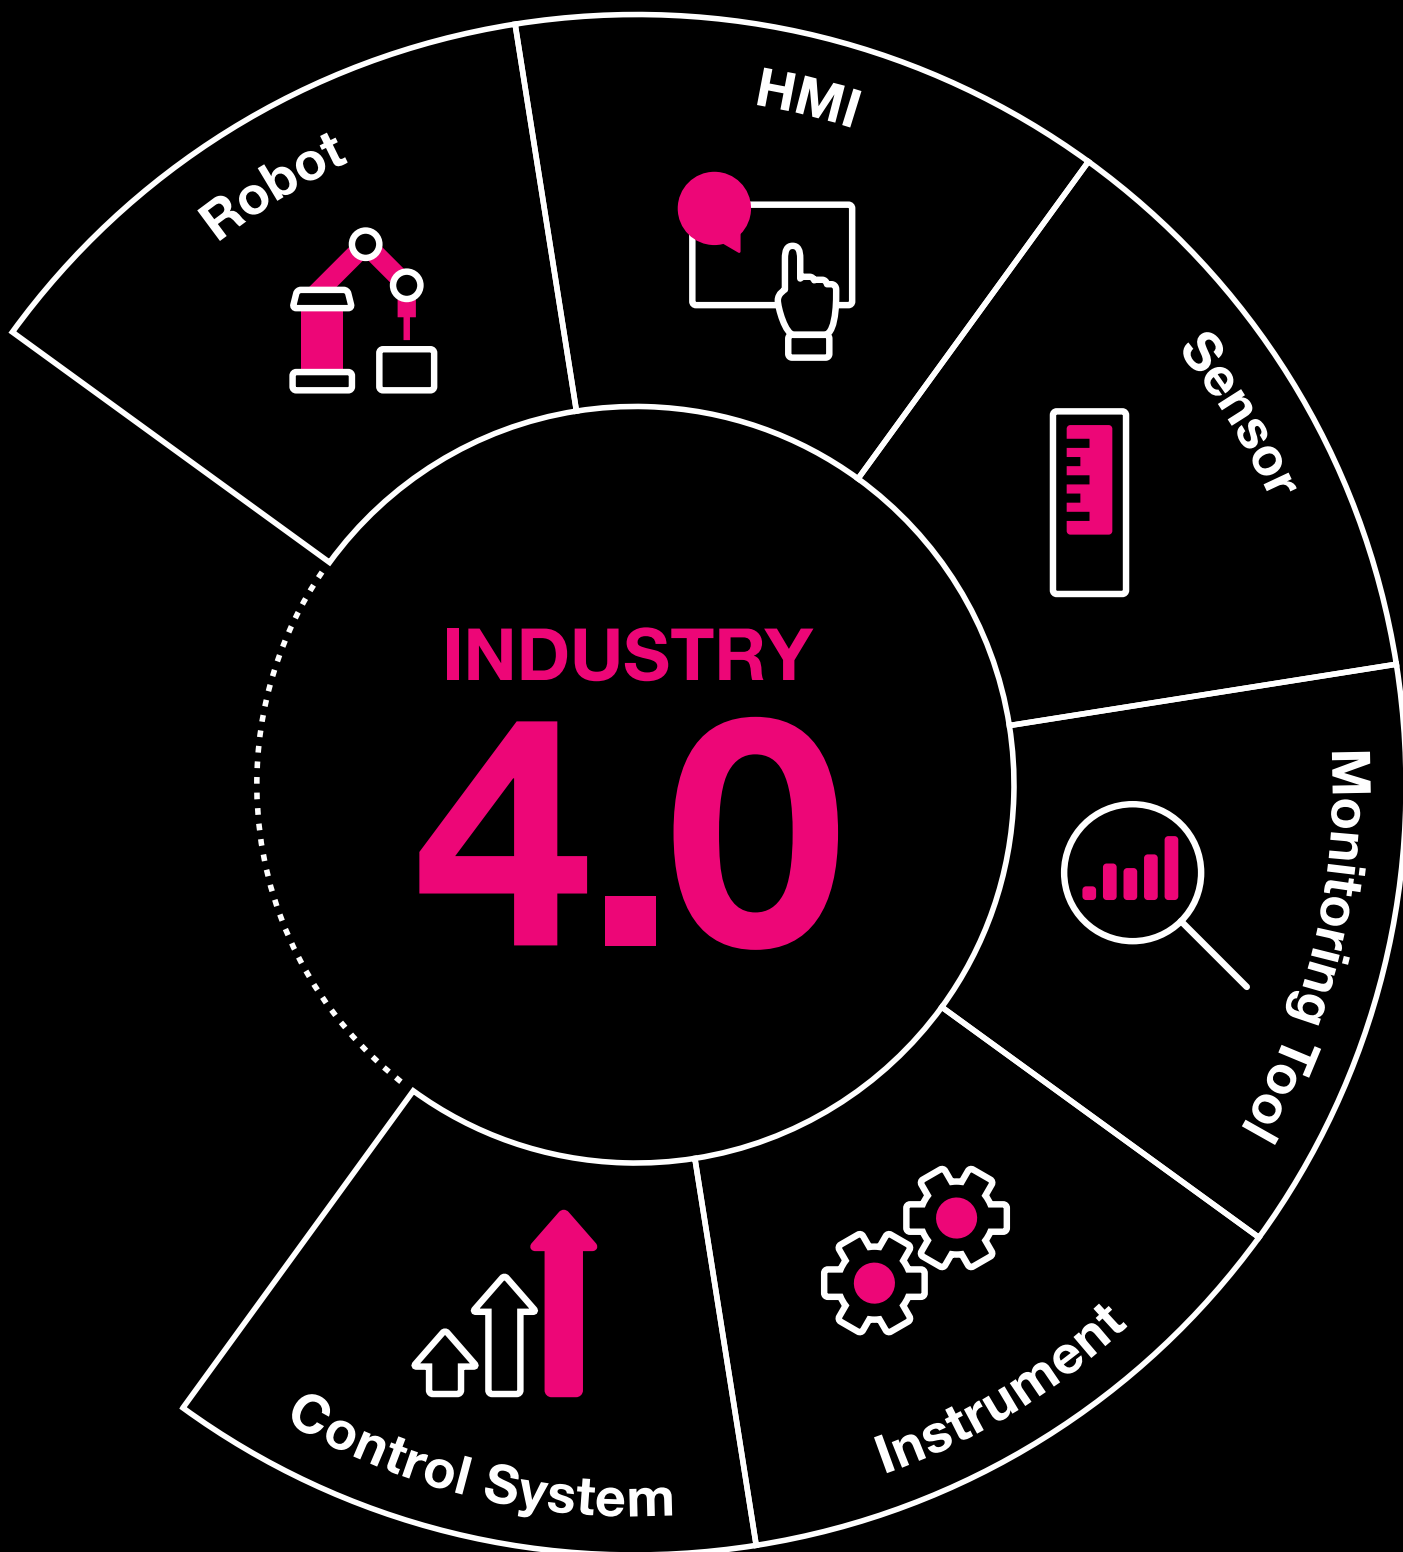 Robot
HMI
Sensor
Monitoring Tool
Instrument
Control System
INDUSTRY
4.0